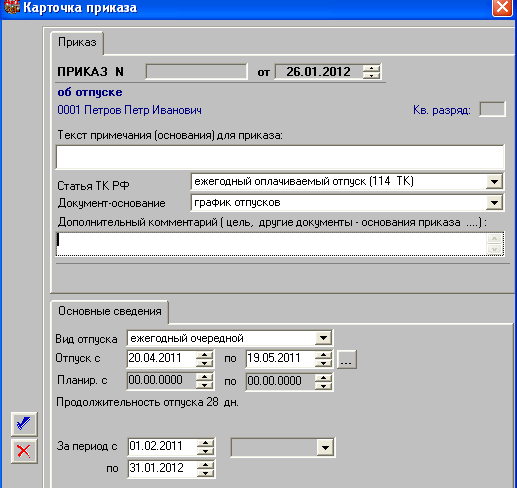 Карточка приказа
Приказ
ПРИКАЗ N от 26.01.2012
об отпуске
0001 Петров Петр Иванович Кв. разряд:
Текст примечания (основания) для приказа:
Статья ТК РФ ежегодный оплачиваемый отпуск (114 ТК)
Документ-основание график отпусков
Дополнительный комментарий ( цель, другие документы - основания приказа ....) :
Основные сведения
Вид отпуска ежегодный очередной
Отпуск с 20.04.2011 по 19.05.2011 ...
Планир. с 00.00.0000 по 00.00.0000
Продолжительность отпуска 28 дн.
За период с 01.02.2011
по 31.01.2012